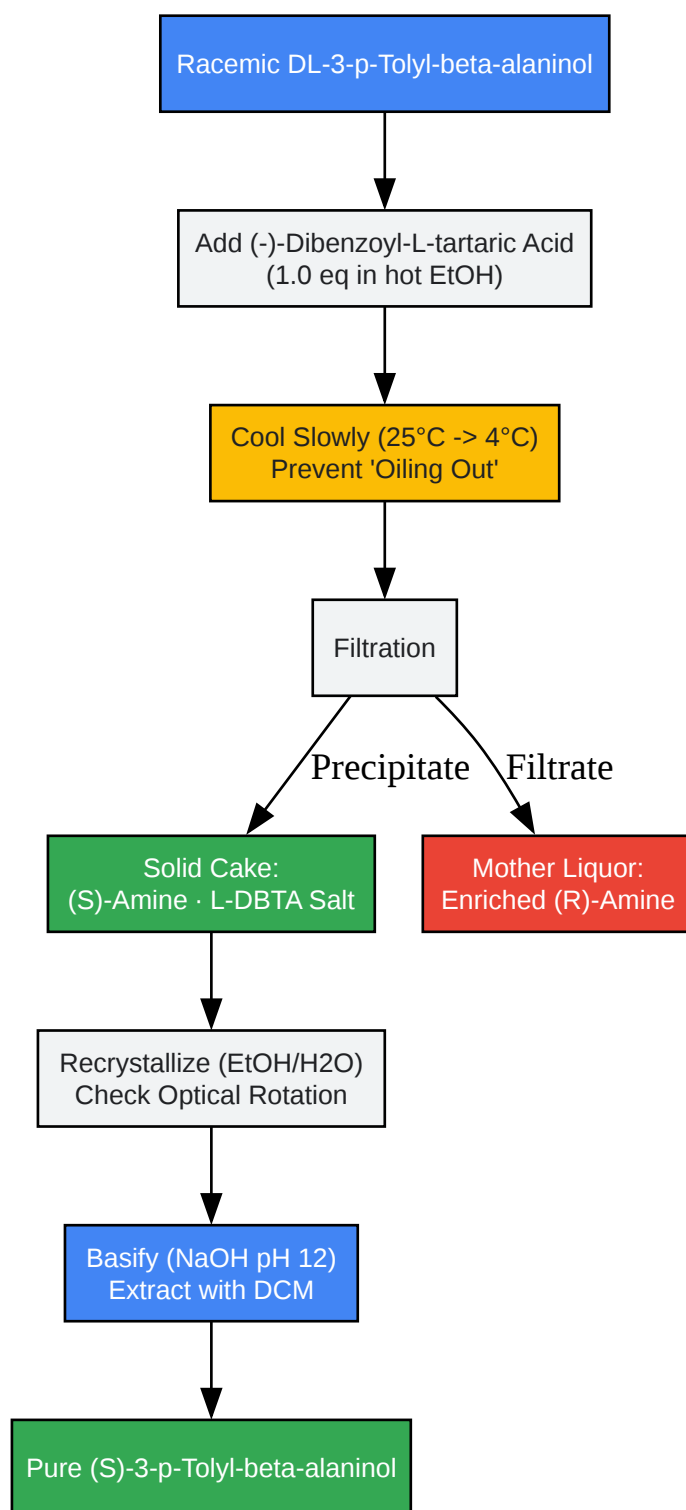 Racemic DL-3-p-Tolyl-beta-alaninol
Add (-)-Dibenzoyl-L-tartaric Acid
(1.0 eq in hot EtOH)
Cool Slowly (25°C -> 4°C)
Prevent 'Oiling Out'
Filtration
Precipitate
Filtrate
Solid Cake:
(S)-Amine · L-DBTA Salt
Mother Liquor:
Enriched (R)-Amine
Recrystallize (EtOH/H2O)
Check Optical Rotation
Basify (NaOH pH 12)
Extract with DCM
Pure (S)-3-p-Tolyl-beta-alaninol